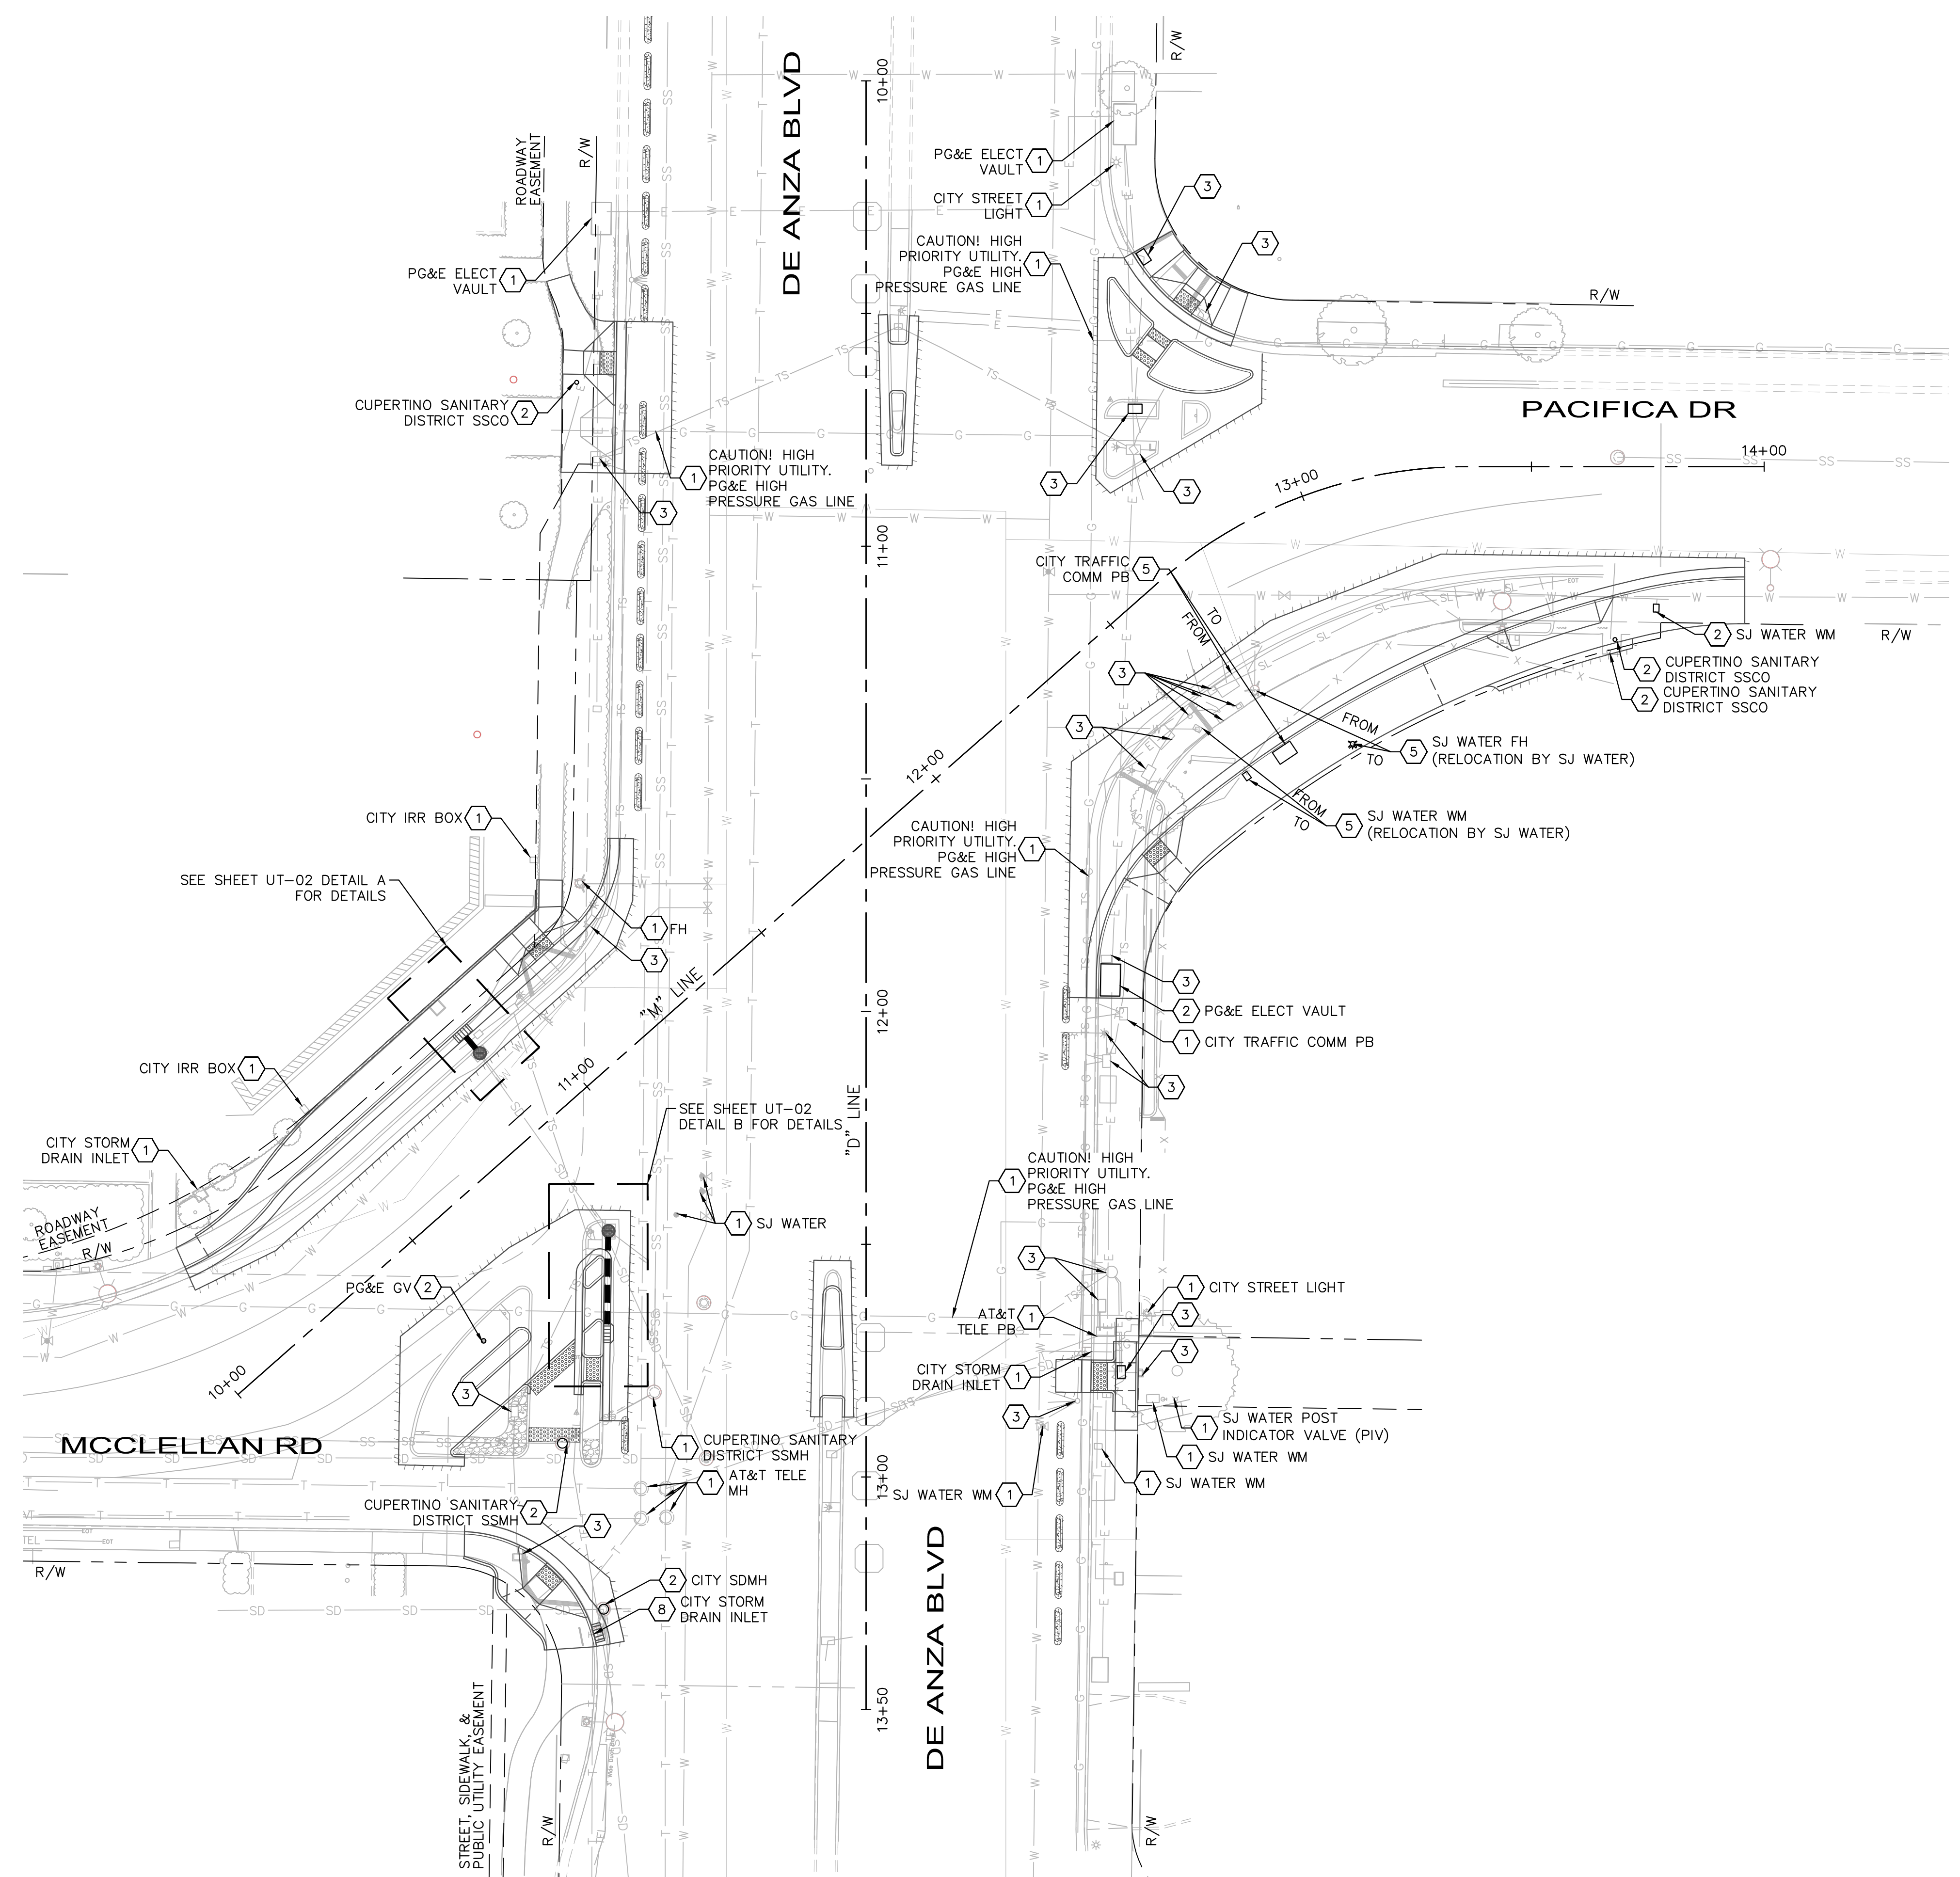 DE ANZA BLVD
10+00
R/W
ROADWAY
EASEMENT
R/W
PG&E ELECT
VAULT
1
CITY STREET
LIGHT
1
3
3
CAUTION! HIGH
PRIORITY UTILITY.
PG&E HIGH
PRESSURE GAS LINE
1
PG&E ELECT
VAULT
1
R/W
CUPERTINO SANITARY
DISTRICT SSCO
2
PACIFICA DR
CAUTION! HIGH
PRIORITY UTILITY.
PG&E HIGH
PRESSURE GAS LINE
1
3
3
3
14+00
13+00
11+00
CITY TRAFFIC
COMM PB
5
TO
FROM
2
SJ WATER WM
R/W
2
CUPERTINO SANITARY
DISTRICT SSCO
2
CUPERTINO SANITARY
DISTRICT SSCO
3
3
FROM
TO
5
SJ WATER FH
(RELOCATION BY SJ WATER)
12+00
FROM
TO
5
SJ WATER WM
(RELOCATION BY SJ WATER)
CITY IRR BOX
1
CAUTION! HIGH
PRIORITY UTILITY.
PG&E HIGH
PRESSURE GAS LINE
1
SEE SHEET UT-02 DETAIL A
FOR DETAILS
1
FH
3
"M" LINE
12+00
3
2
PG&E ELECT VAULT
1
CITY TRAFFIC COMM PB
3
CITY IRR BOX
1
11+00
SEE SHEET UT-02
DETAIL B FOR DETAILS
"D" LINE
CITY STORM
DRAIN INLET
1
CAUTION! HIGH
PRIORITY UTILITY.
PG&E HIGH
PRESSURE GAS LINE
1
ROADWAY
EASEMENT
R/W
1
SJ WATER
3
PG&E GV
2
1
CITY STREET LIGHT
AT&T
TELE PB
1
3
3
10+00
CITY STORM
DRAIN INLET
1
3
3
1
SJ WATER POST
INDICATOR VALVE (PIV)
MCCLELLAN RD
1
CUPERTINO SANITARY
DISTRICT SSMH
1
SJ WATER WM
1
AT&T TELE
MH
1
SJ WATER WM
SJ WATER WM
1
13+00
CUPERTINO SANITARY
DISTRICT SSMH
2
3
R/W
2
CITY SDMH
8
CITY STORM
DRAIN INLET
DE ANZA BLVD
13+50
STREET, SIDEWALK, &
PUBLIC UTILITY EASEMENT
R/W
R/W